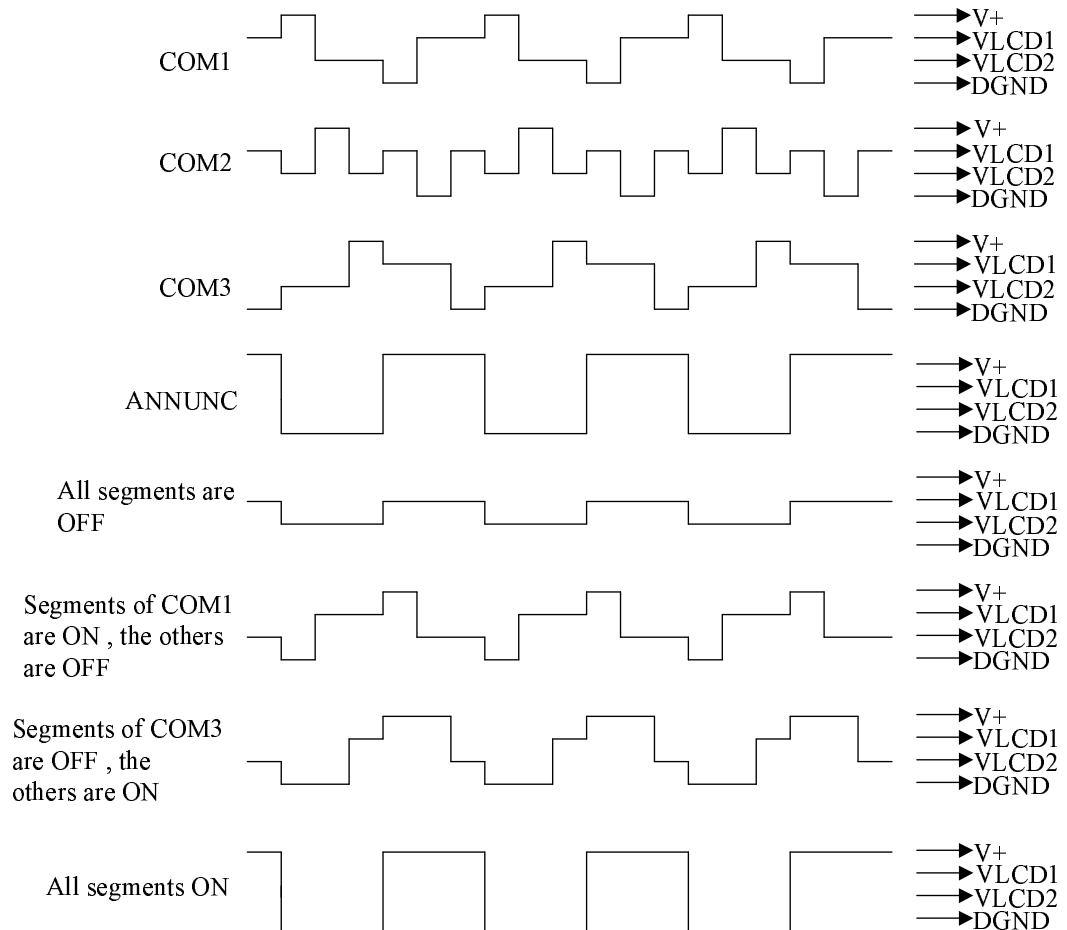 V+
COM1
VLCD1
VLCD2
DGND
V+
COM2
VLCD1
VLCD2
DGND
V+
COM3
VLCD1
VLCD2
DGND
V+
ANNUNC
VLCD1
VLCD2
DGND
All segments are
OFF
V+
VLCD1
VLCD2
DGND
Segments of COM1
are ON , the others
are OFF
V+
VLCD1
VLCD2
DGND
Segments of COM3
are OFF , the
others are ON
V+
VLCD1
VLCD2
DGND
All segments ON
V+
VLCD1
VLCD2
DGND